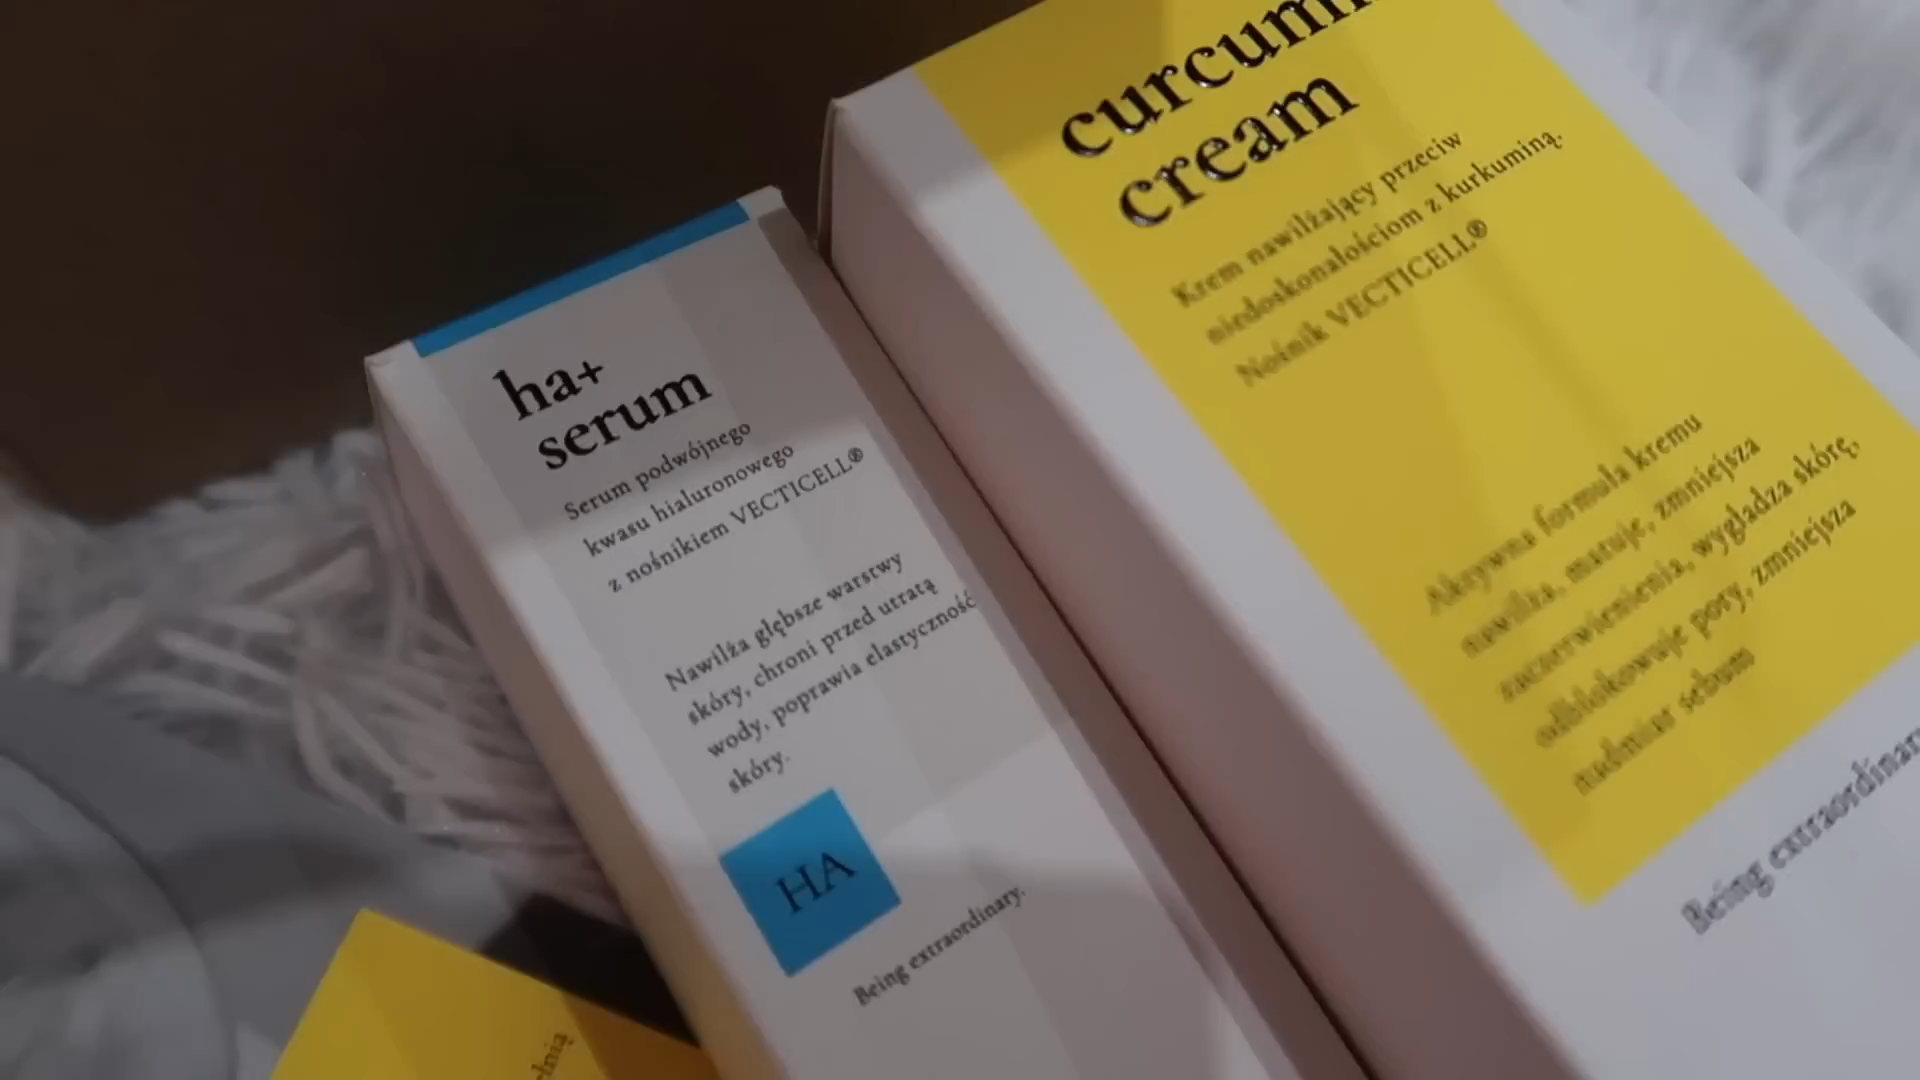 ha+
serum
Serum podwójnego
kwasu hialuronowego
z nośnikiem VECTICELL®
Nawilża głębsze warstwy
skóry, chroni przed utratą
wody, poprawia elastyczność
skóry.
HA
Being extraordinary.
cream
Krem nawilżający przeciw
niedoskonałościom z kurkuminą.
Nośnik VECTICELL®
Aktywna formuła kremu
nawilża, matuje, zmniejsza
zaczerwienienia, wygładza skórę,
odblokowuje pory, zmniejsza
nadmiar sebum
Being extraordinary